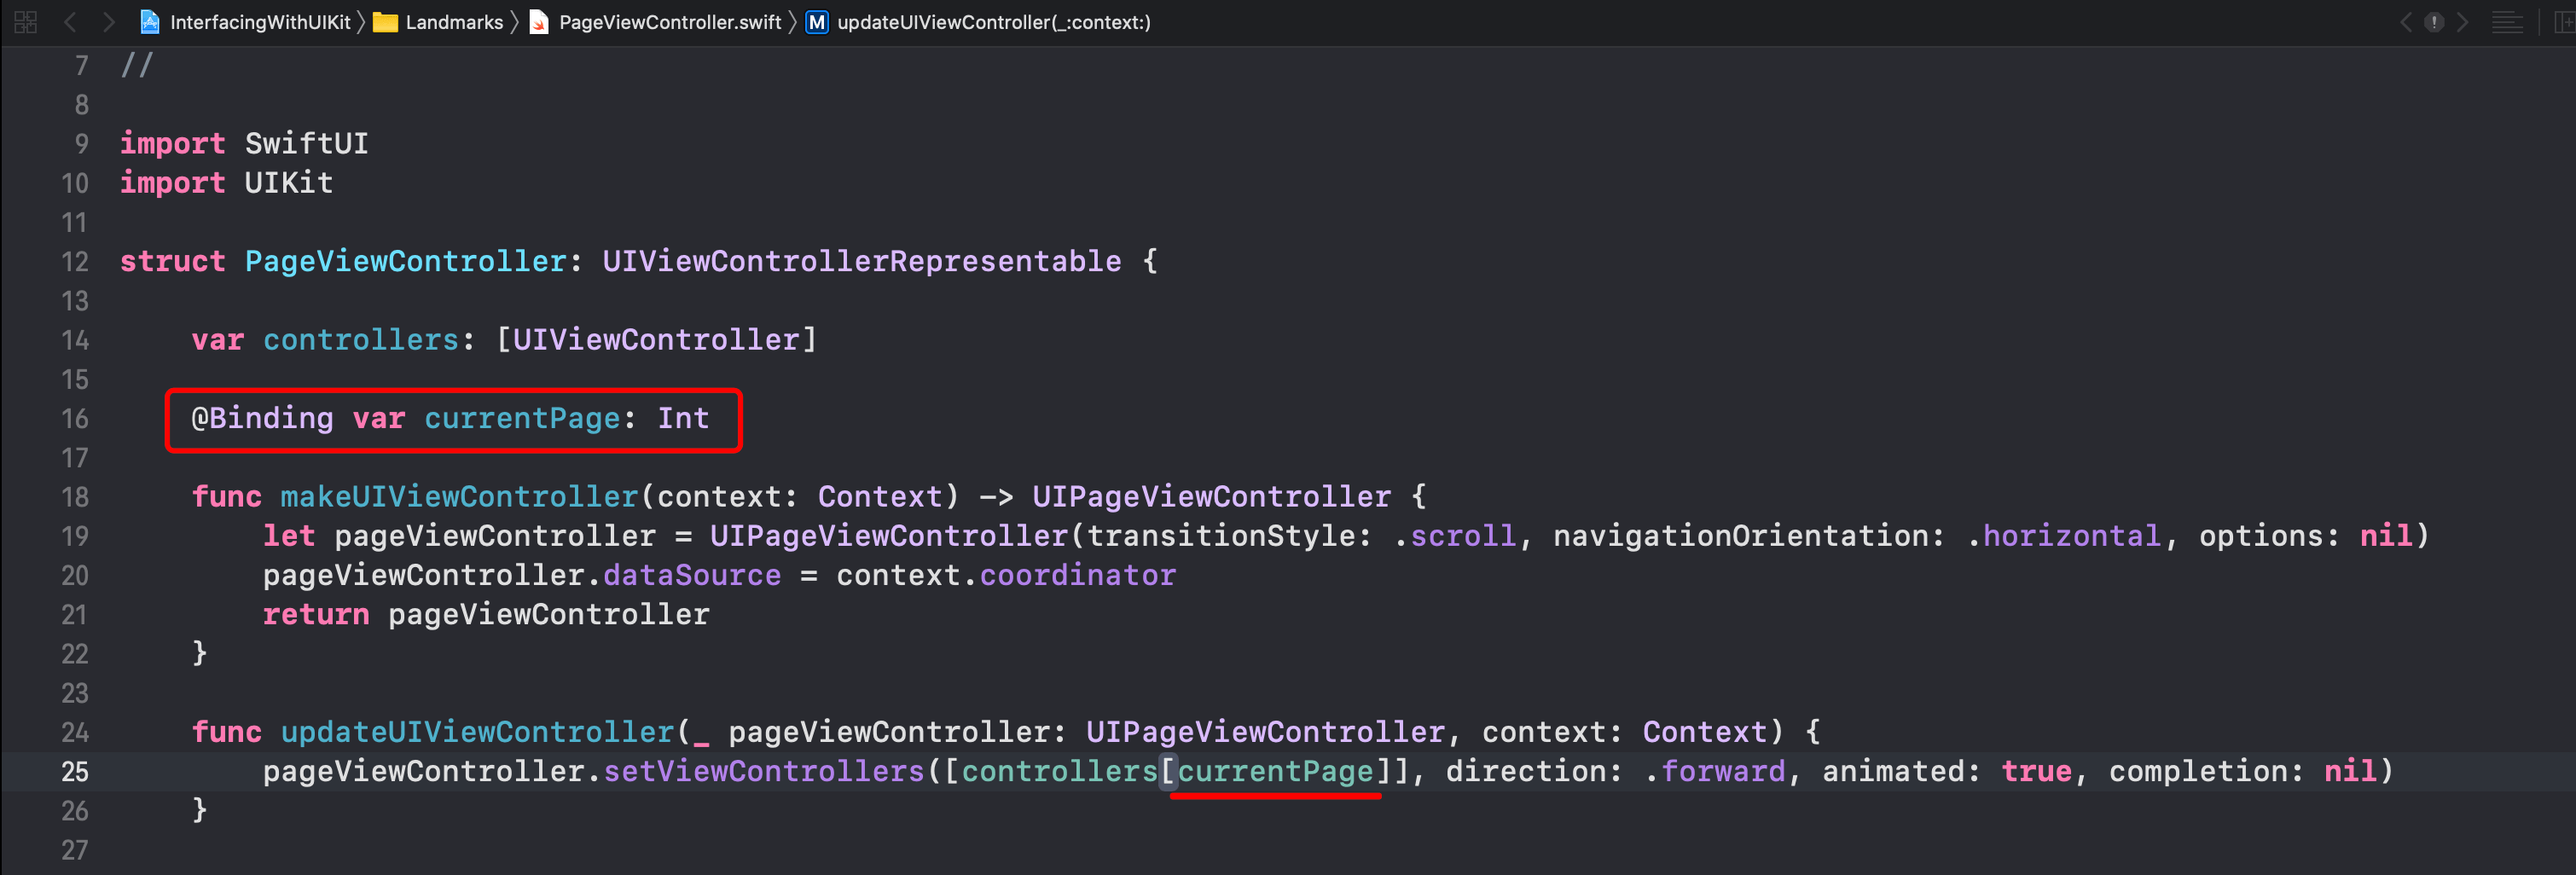 InterfacingWithUIKit Landmarks PageViewController.swift M updateUIViewController(_:context:)
7 //
8
9 import SwiftUI
10 import UIKit
11
12 struct PageViewController: UIViewControllerRepresentable {
13
14 var controllers: [UIViewController]
15
16 @Binding var currentPage: Int
17
18 func makeUIViewController(context: Context) -> UIPageViewController {
19 let pageViewController = UIPageViewController(transitionStyle: .scroll, navigationOrientation: .horizontal, options: nil)
20 pageViewController.dataSource = context.coordinator
21 return pageViewController
22 }
23
24 func updateUIViewController(_ pageViewController: UIPageViewController, context: Context) {
25 pageViewController.setViewControllers([controllers[currentPage]], direction: .forward, animated: true, completion: nil)
26 }
27